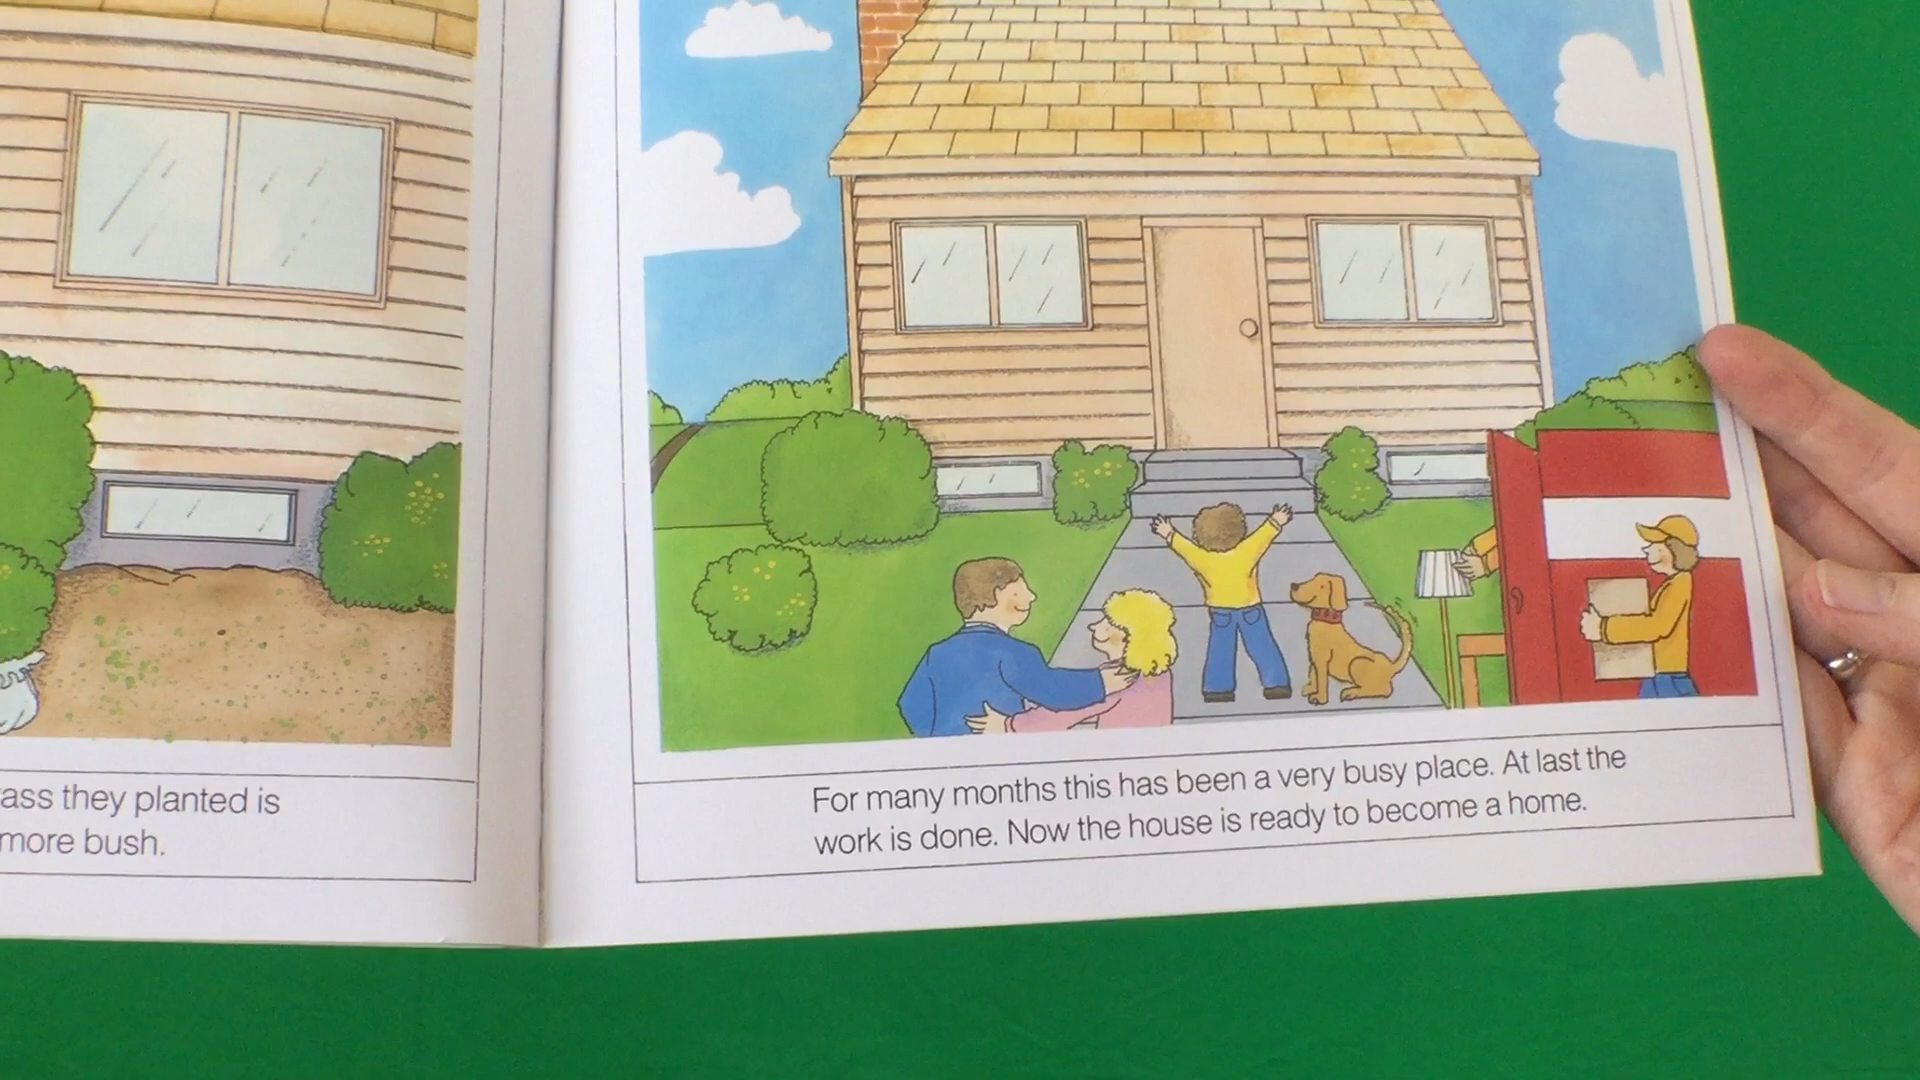 ass they planted is
more bush.
For many months this has been a very busy place. At last the
work is done. Now the house is ready to become a home.